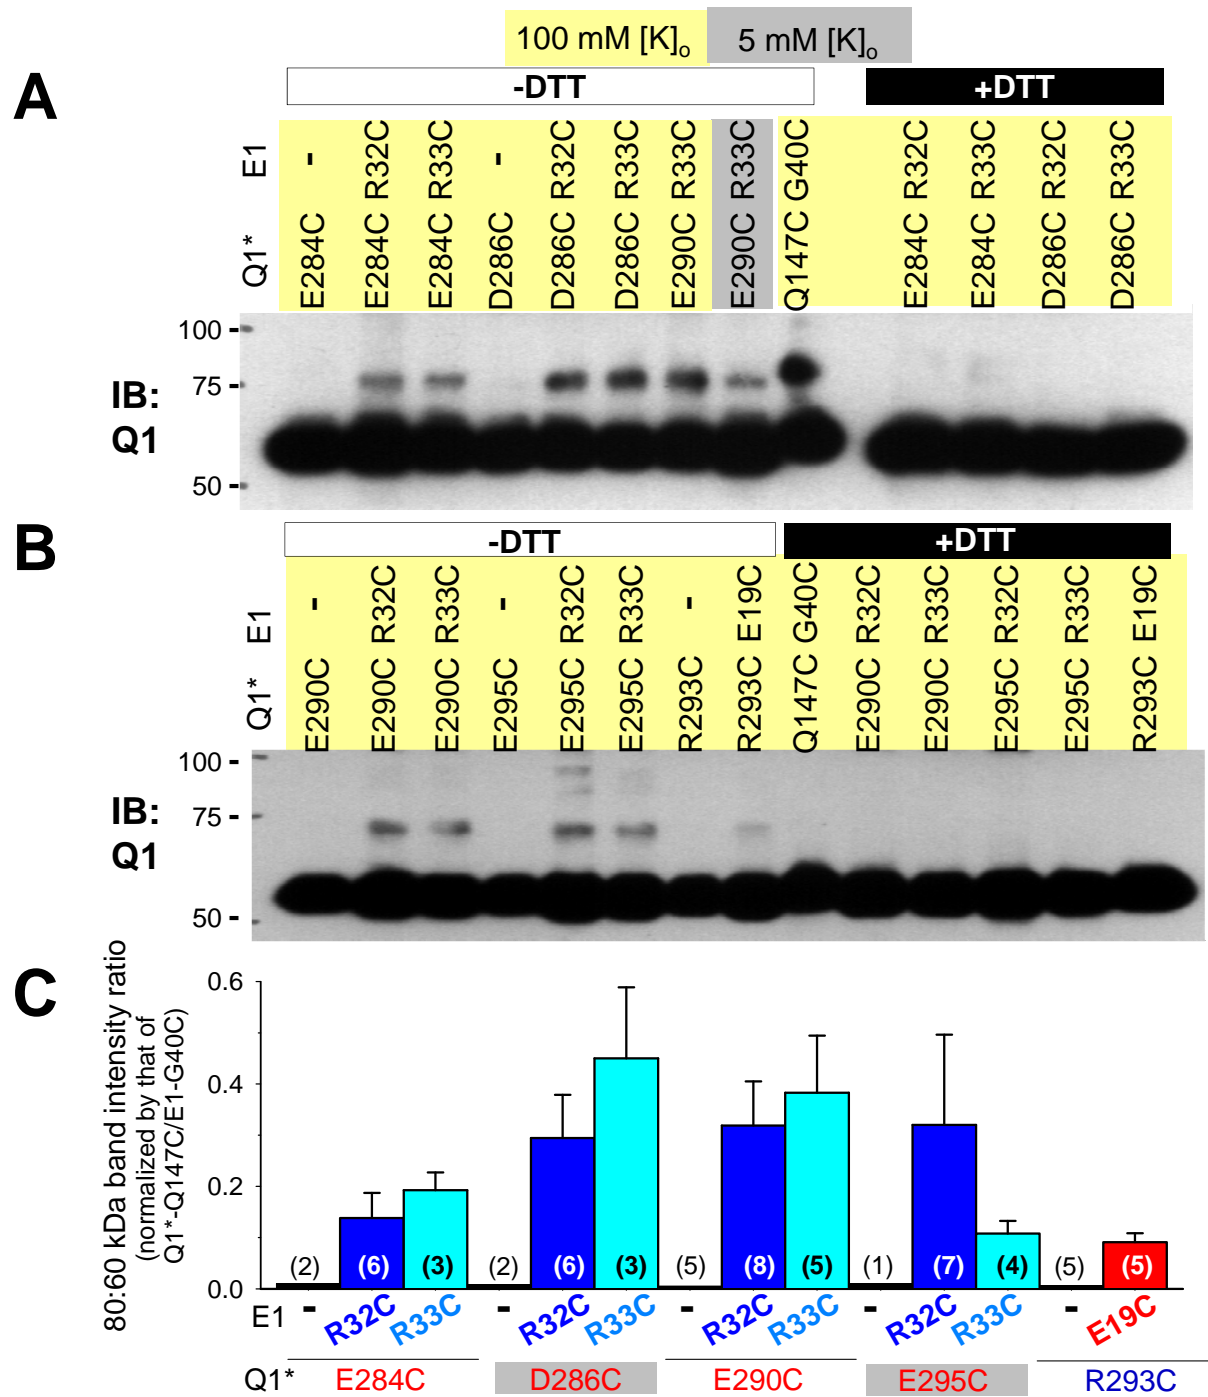 100 mM [K]o 5 mM [K]o
A
-DTT +DTT
E1 - R32C R33C - R32C R33C R33C R33C G40C R32C R33C R32C R33C
Q1* E284C E284C E284C D286C D286C D286C E290C E290C Q147C E284C E284C D286C D286C
100 -
75 -
50 -
IB:
Q1
B
-DTT +DTT
E1 - R32C R33C - R32C R33C - E19C G40C R32C R33C R32C R33C E19C
Q1* E290C E290C E290C E295C E295C E295C R293C R293C Q147C E290C E290C E295C E295C R293C
100 -
75 -
50 -
IB:
Q1
C
80:60 kDa band intensity ratio
(normalized by that of
Q1*-Q147C/E1-G40C)
0.6
0.4
0.2
0.0
(2) (6) (3) (2) (6) (3) (5) (8) (5) (1) (7) (4) (5) (5)
E1 - R32C R33C - R32C R33C - R32C R33C - R32C R33C - E19C
Q1* E284C D286C E290C E295C R293C